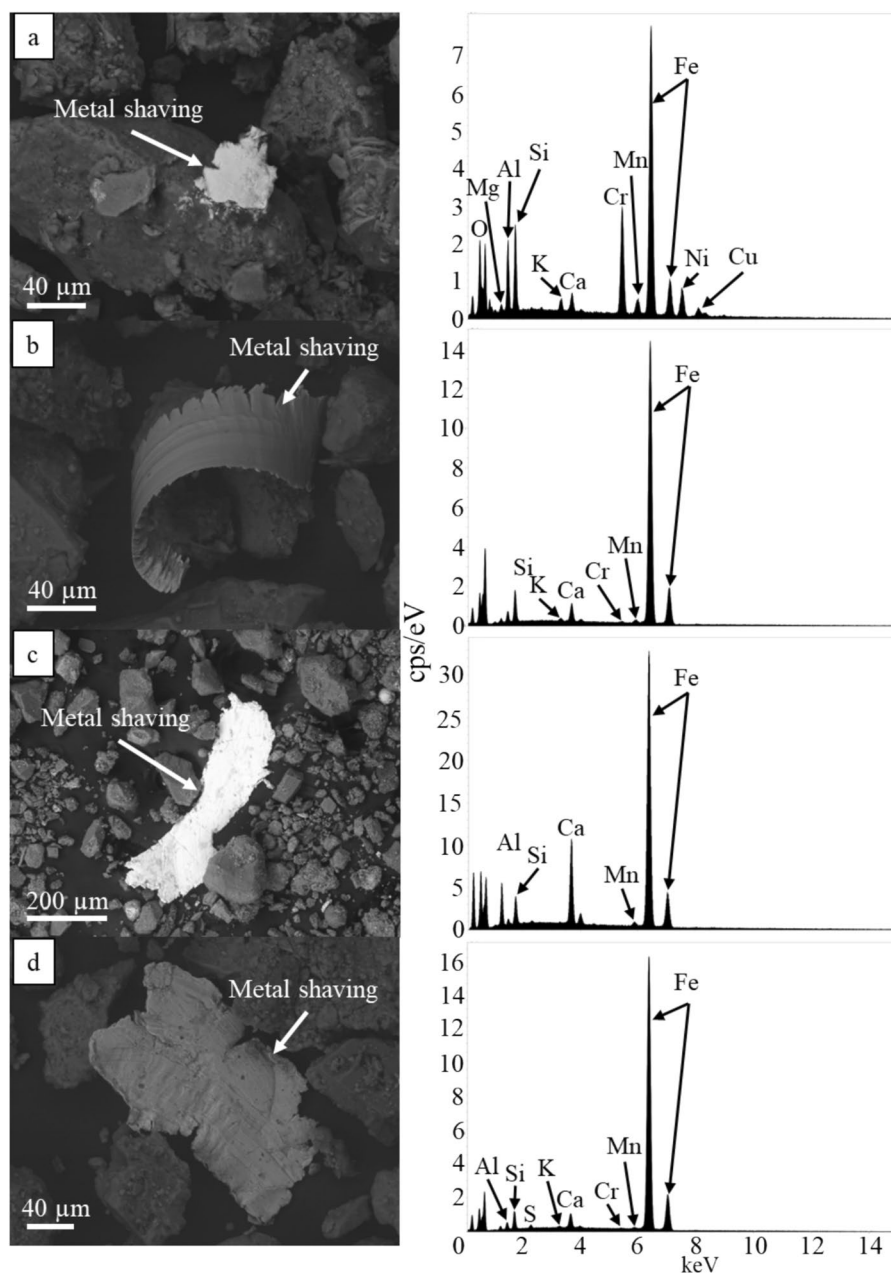 a
Metal shaving
40 µm
7
6
5
4
3
2
1
0
O
Mg
Al
Si
K
Ca
Cr
Mn
Fe
Ni
Cu
b
Metal shaving
40 µm
14
12
10
8
6
4
2
0
Si
K
Ca
Cr
Mn
Fe
cps/eV
c
Metal shaving
200 µm
30
25
20
15
10
5
0
Al
Si
Ca
Mn
Fe
d
Metal shaving
40 µm
16
14
12
10
8
6
4
2
0
Al
Si
S
K
Ca
Cr
Mn
Fe
2 4 6 8 10 12 14
keV